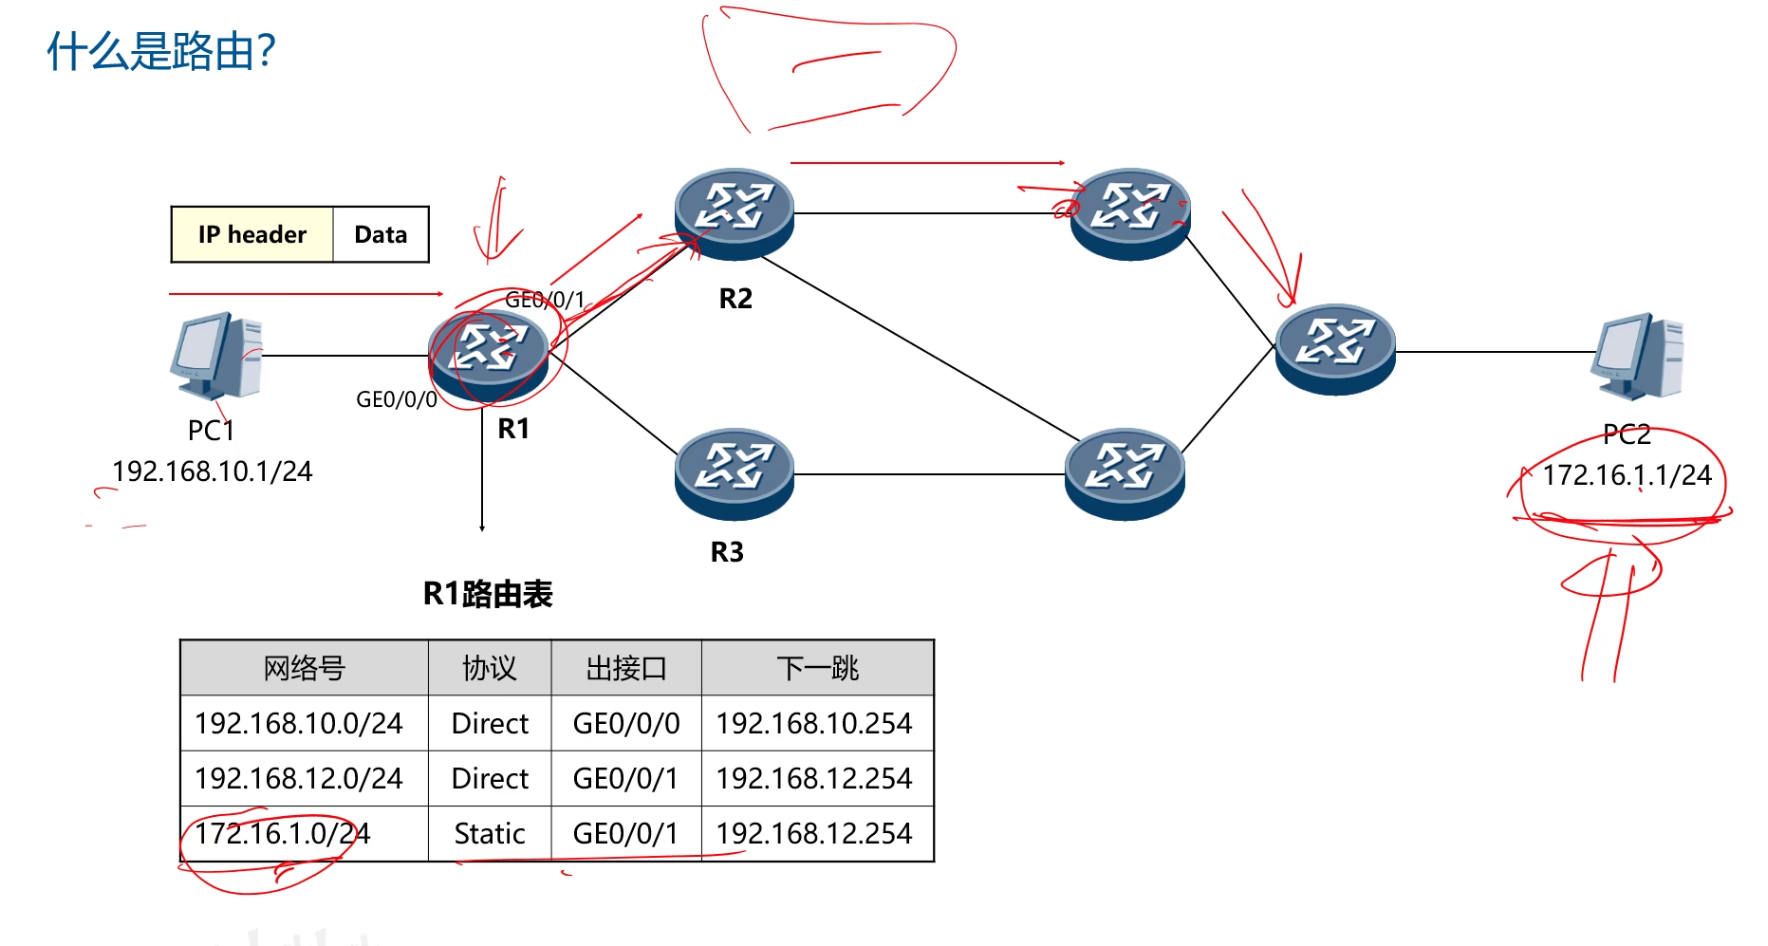 什么是路由?
IP header Data
GE0/0/1
R2
GE0/0/0
R1
PC1
192.168.10.1/24
PC2
172.16.1.1/24
R3
R1路由表
网络号 协议 出接口 下一跳
192.168.10.0/24 Direct GE0/0/0 192.168.10.254
192.168.12.0/24 Direct GE0/0/1 192.168.12.254
172.16.1.0/24 Static GE0/0/1 192.168.12.254